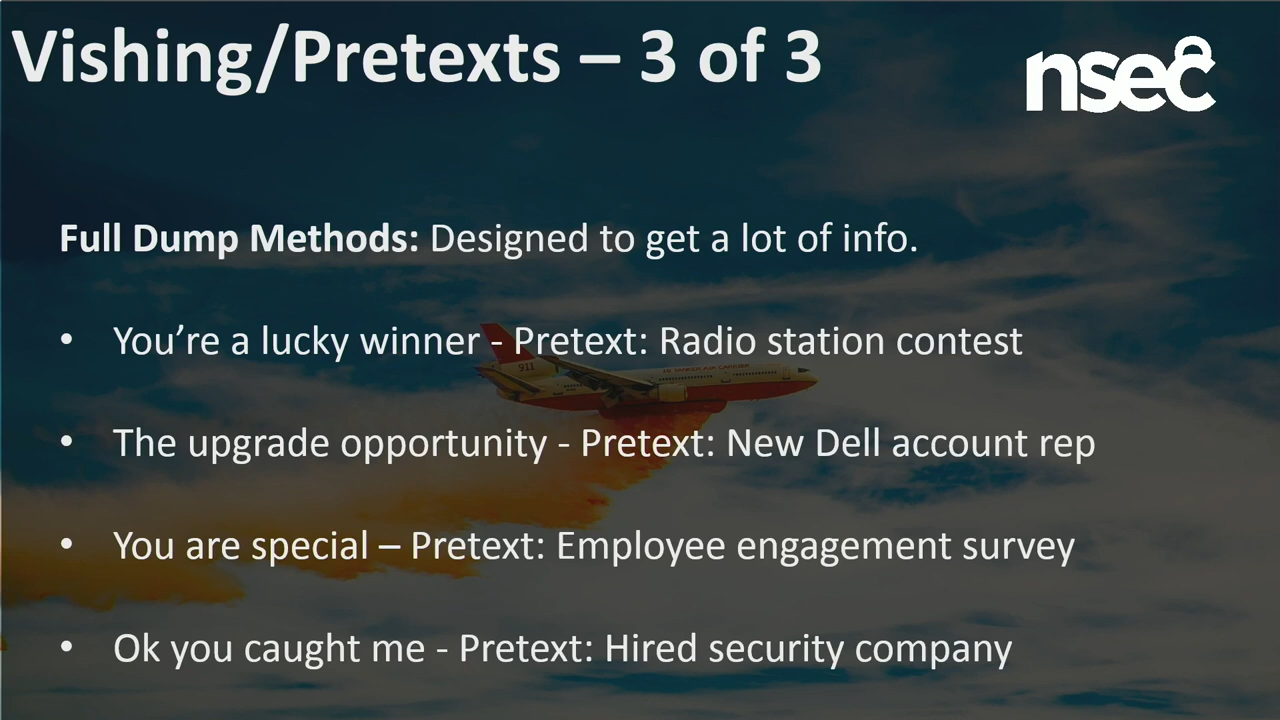 Vishing/Pretexts – 3 of 3
nsec
Full Dump Methods: Designed to get a lot of info.
• You’re a lucky winner - Pretext: Radio station contest
911
• The upgrade opportunity - Pretext: New Dell account rep
• You are special – Pretext: Employee engagement survey
• Ok you caught me - Pretext: Hired security company